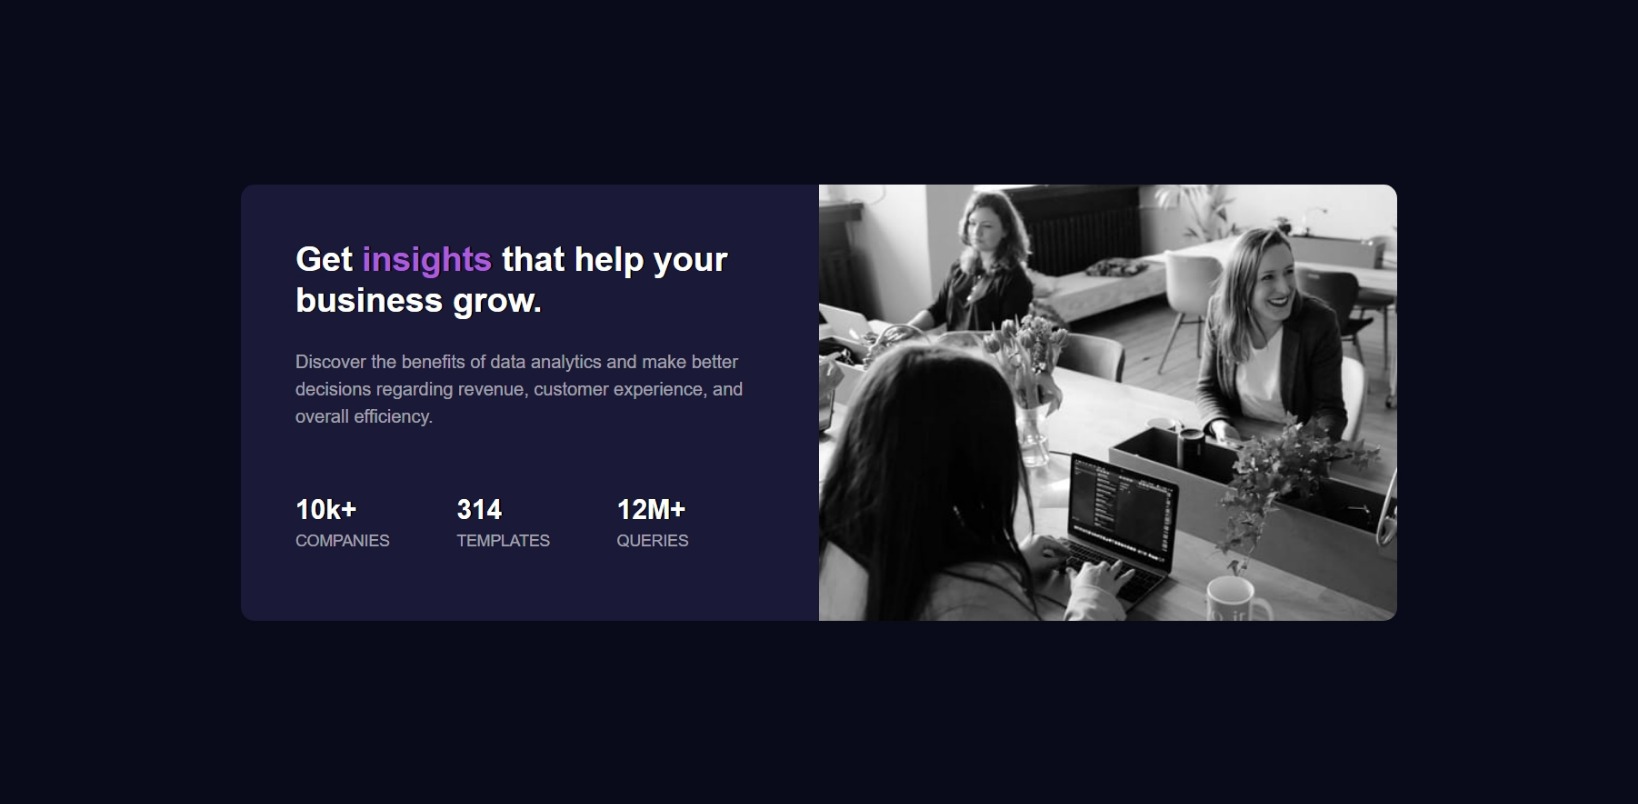 Get insights that help your
business grow.
Discover the benefits of data analytics and make better
decisions regarding revenue, customer experience, and
overall efficiency.
10k+
COMPANIES
314
TEMPLATES
12M+
QUERIES